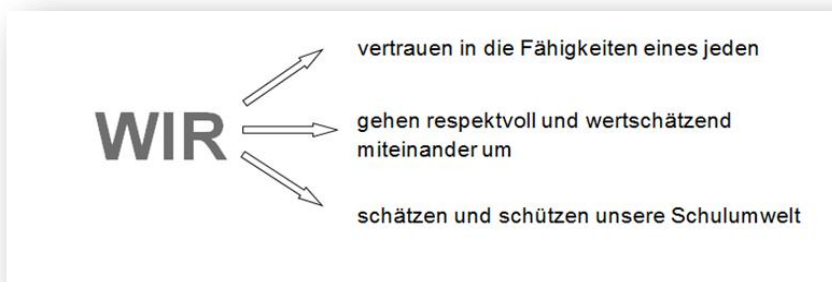 vertrauen in die Fähigkeiten eines jeden
WIR
gehen respektvoll und wertschätzend
miteinander um
schätzen und schützen unsere Schulumwelt